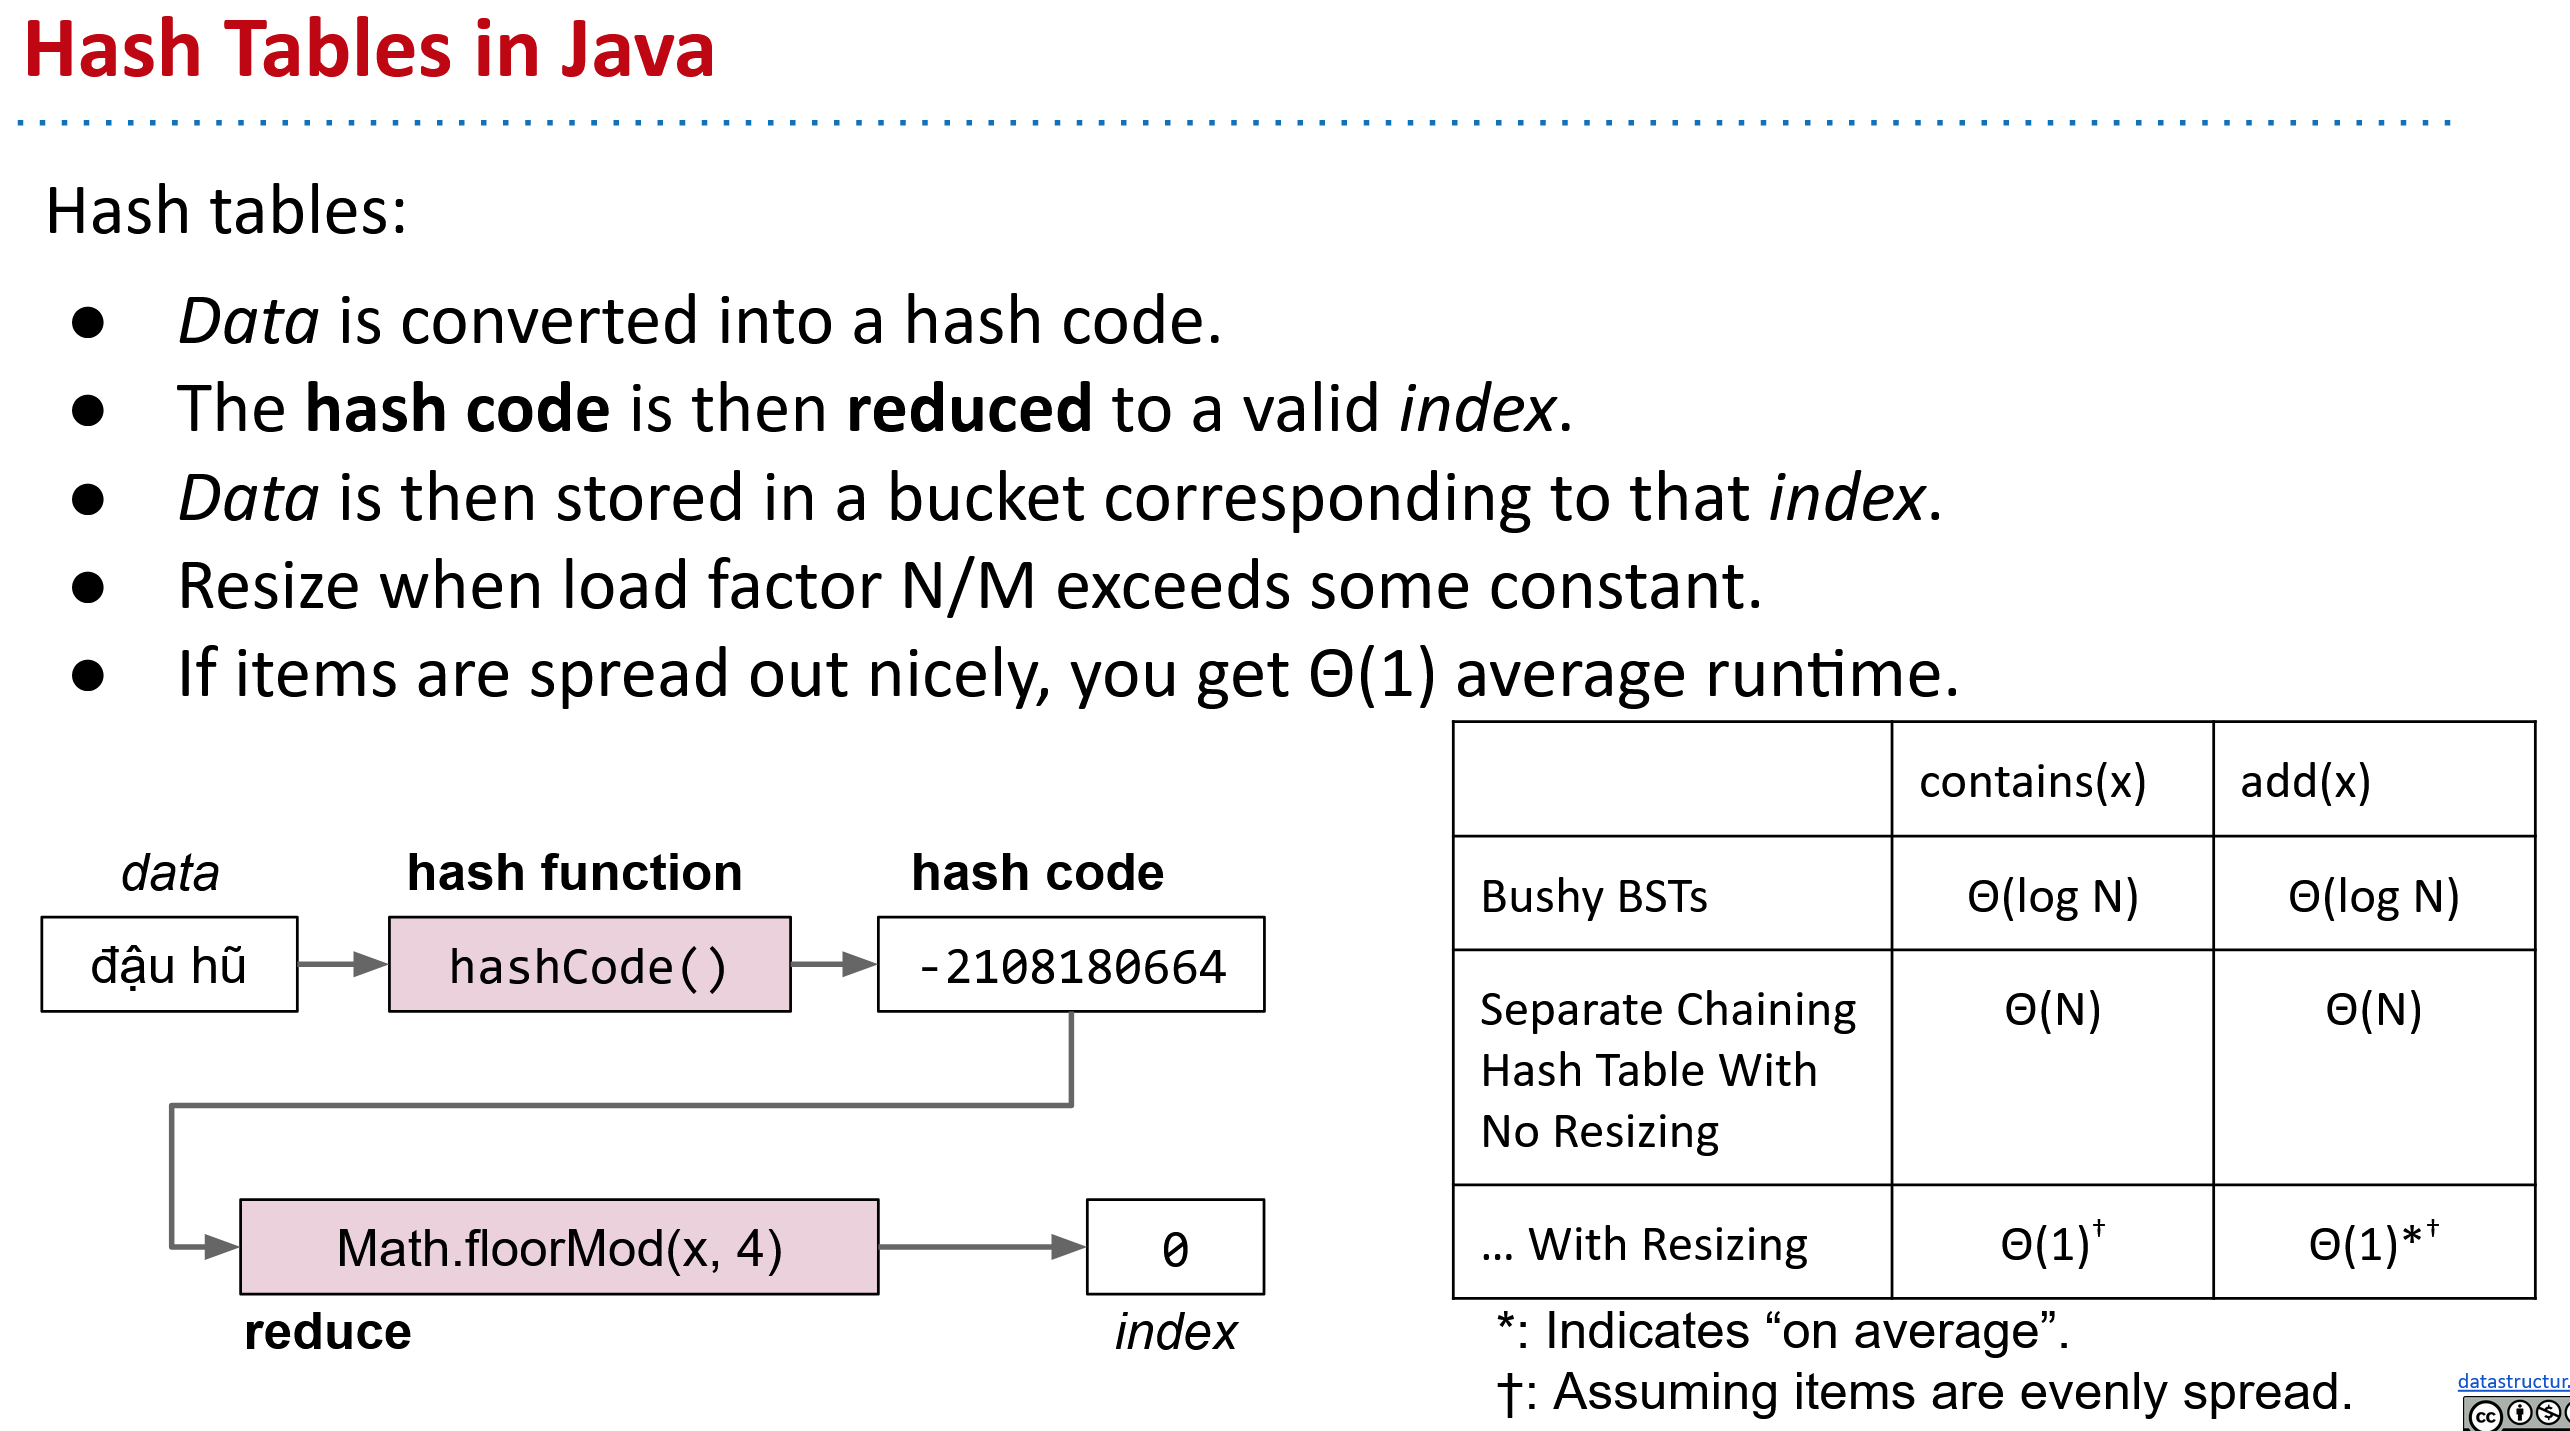 Hash Tables in Java
Hash tables:
● Data is converted into a hash code.
● The hash code is then reduced to a valid index.
● Data is then stored in a bucket corresponding to that index.
● Resize when load factor N/M exceeds some constant.
● If items are spread out nicely, you get Θ(1) average runtime.
data
hash function
hash code
đậu hũ
hashCode()
-2108180664
Math.floorMod(x, 4)
0
reduce
index
contains(x)
add(x)
Bushy BSTs
Θ(log N)
Θ(log N)
Separate Chaining
Hash Table With
No Resizing
Θ(N)
Θ(N)
… With Resizing
Θ(1)†
Θ(1)*†
*: Indicates “on average”.
†: Assuming items are evenly spread.
datastructur.
cc